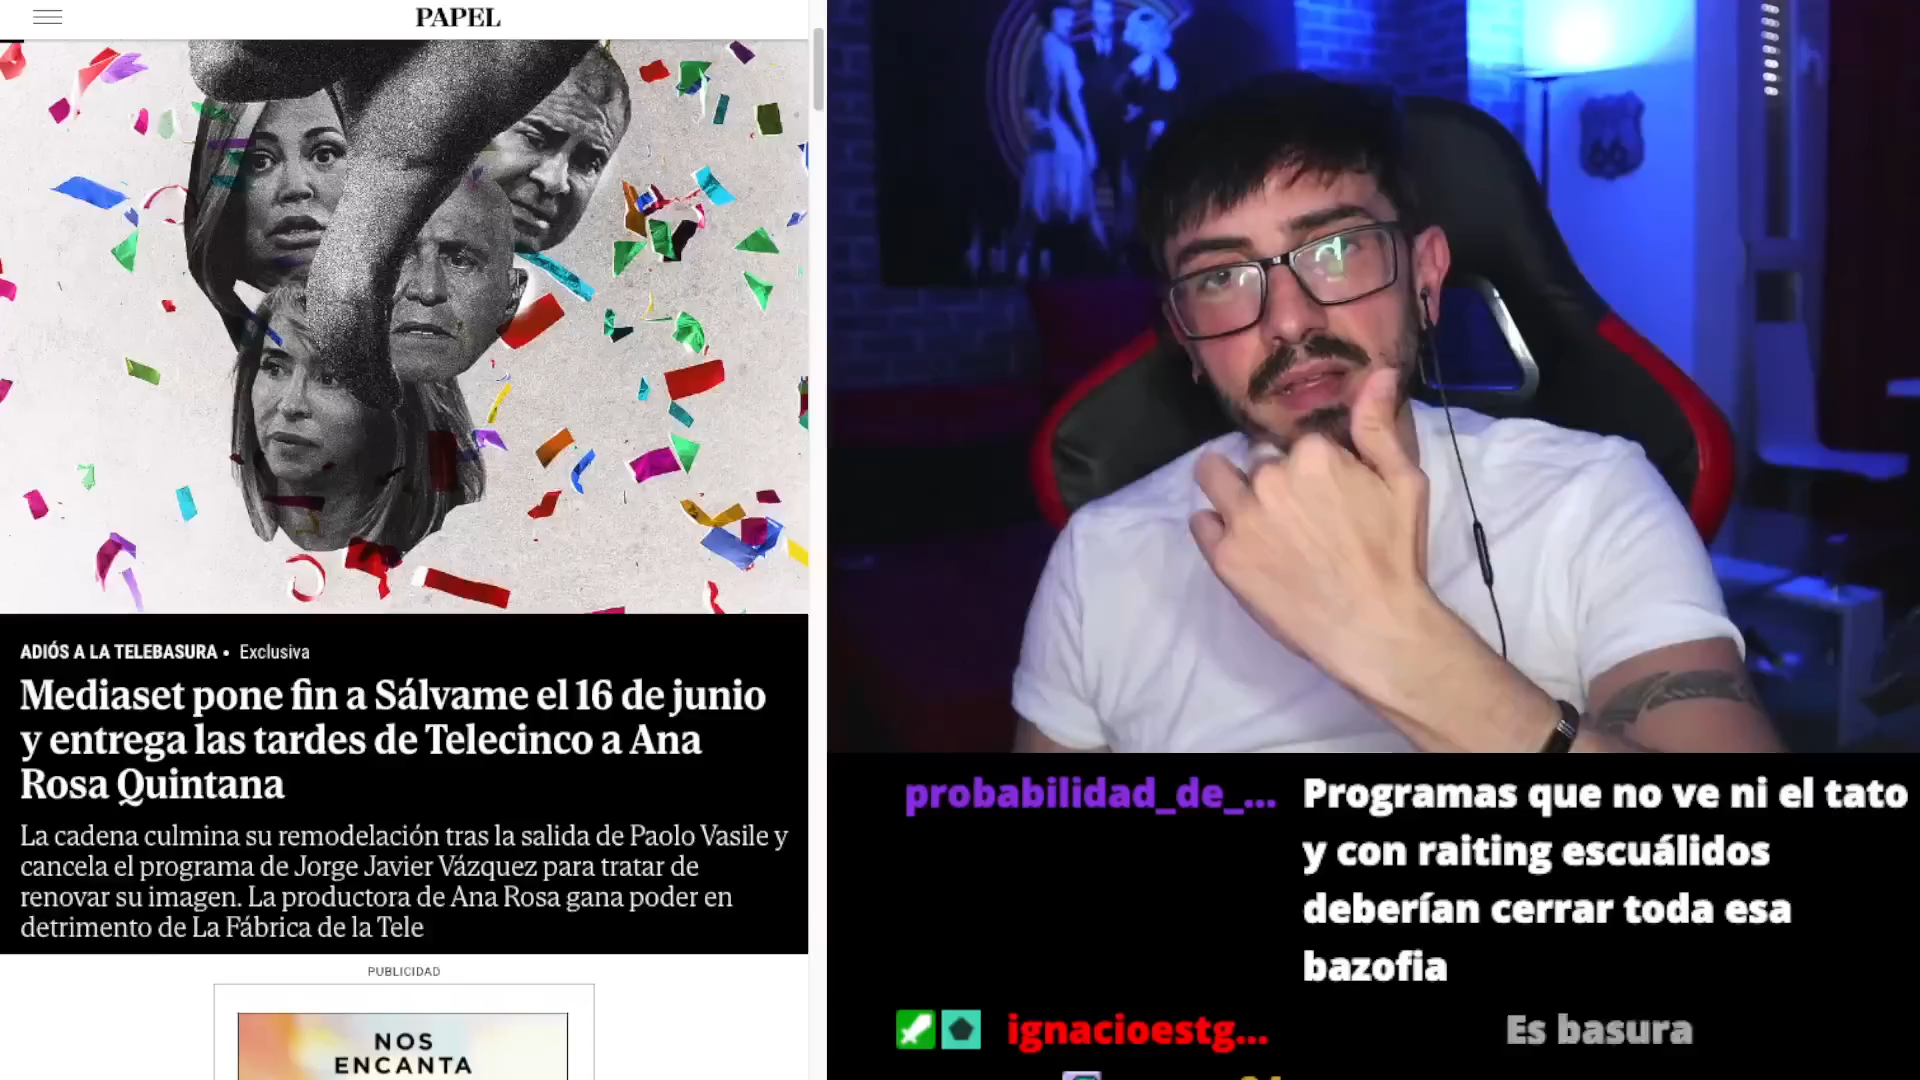 PAPEL
ADIÓS A LA TELEBASURA • Exclusiva
Mediaset pone fin a Sálvame el 16 de junio
y entrega las tardes de Telecinco a Ana
Rosa Quintana
La cadena culmina su remodelación tras la salida de Paolo Vasile y
cancela el programa de Jorge Javier Vázquez para tratar de
renovar su imagen. La productora de Ana Rosa gana poder en
detrimento de La Fábrica de la Tele
PUBLICIDAD
NOS
ENCANTA
66
probabilidad_de_... Programas que no ve ni el tato
y con raiting escuálidos
deberían cerrar toda esa
bazofia
ignacioestg... Es basura